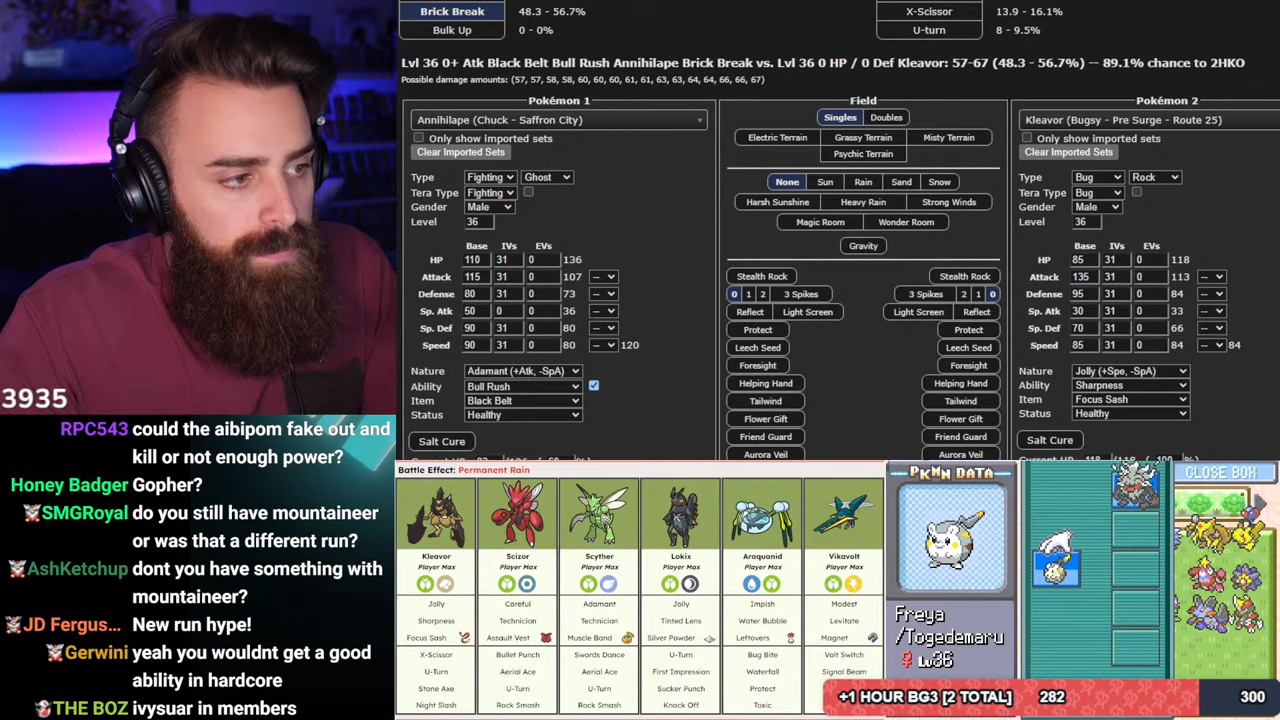 Brick Break 48.3 - 56.7%
Bulk Up 0 - 0%
X-Scissor 13.9 - 16.1%
U-turn 8 - 9.5%
Lvl 36 0+ Atk Black Belt Bull Rush Annihilape Brick Break vs. Lvl 36 0 HP / 0 Def Kleavor: 57-67 (48.3 - 56.7%) -- 89.1% chance to 2HKO
Possible damage amounts: (57, 57, 58, 58, 60, 60, 60, 61, 61, 63, 63, 64, 64, 66, 66, 67)
Pokémon 1
Annihilape (Chuck - Saffron City)
Only show imported sets
Clear Imported Sets
Type Fighting Ghost
Tera Type Fighting
Gender Male
Level 36
Base IVs EVs
HP 110 31 0 136
Attack 115 31 0 107 --
Defense 80 31 0 73 --
Sp. Atk 50 0 0 36 --
Sp. Def 90 31 0 80 --
Speed 90 31 0 80 -- 120
Nature Adamant (+Atk, -SpA)
Ability Bull Rush
Item Black Belt
Status Healthy
Salt Cure
Field
Singles Doubles
Electric Terrain Grassy Terrain Misty Terrain
Psychic Terrain
None Sun Rain Sand Snow
Harsh Sunshine Heavy Rain Strong Winds
Magic Room Wonder Room
Gravity
Stealth Rock Stealth Rock
0 1 2 3 Spikes 3 Spikes 2 1 0
Reflect Light Screen Light Screen Reflect
Protect Protect
Leech Seed Leech Seed
Foresight Foresight
Helping Hand Helping Hand
Tailwind Tailwind
Flower Gift Flower Gift
Friend Guard Friend Guard
Aurora Veil Aurora Veil
Pokémon 2
Kleavor (Bugsy - Pre Surge - Route 25)
Only show imported sets
Clear Imported Sets
Type Bug Rock
Tera Type Bug
Gender Male
Level 36
Base IVs EVs
HP 85 31 0 118
Attack 135 31 0 113 --
Defense 95 31 0 84 --
Sp. Atk 30 31 0 33 --
Sp. Def 70 31 0 66 --
Speed 85 31 0 84 -- 84
Nature Jolly (+Spe, -SpA)
Ability Sharpness
Item Focus Sash
Status Healthy
Salt Cure
3935
RPC543 could the aibipom fake out and
kill or not enough power?
Honey Badger Gopher?
SMGRoyal do you still have mountaineer
or was that a different run?
AshKetchup dont you have something with
mountaineer?
JD Fergus... New run hype!
Gerwini yeah you wouldnt get a good
ability in hardcore
THE BOZ ivysuar in members
Battle Effect: Permanent Rain
Kleavor Scizor Scyther Lokix Araquanid Vikavolt
Player Max Player Max Player Max Player Max Player Max Player Max
Jolly Careful Adamant Jolly Impish Modest
Sharpness Technician Technician Tinted Lens Water Bubble Levitate
Focus Sash Assault Vest Muscle Band Silver Powder Leftovers Magnet
X-Scissor Bullet Punch Swords Dance U-Turn Bug Bite Volt Switch
U-Turn Aerial Ace Aerial Ace First Impression Waterfall Signal Beam
Stone Axe U-Turn U-Turn Sucker Punch Protect
Night Slash Rock Smash Rock Smash Knock Off Toxic
PKMN DATA
Freya
/Togedemaru
♀ Lv36
CLOSE BOX
+1 HOUR BG3 [2 TOTAL] 282 300